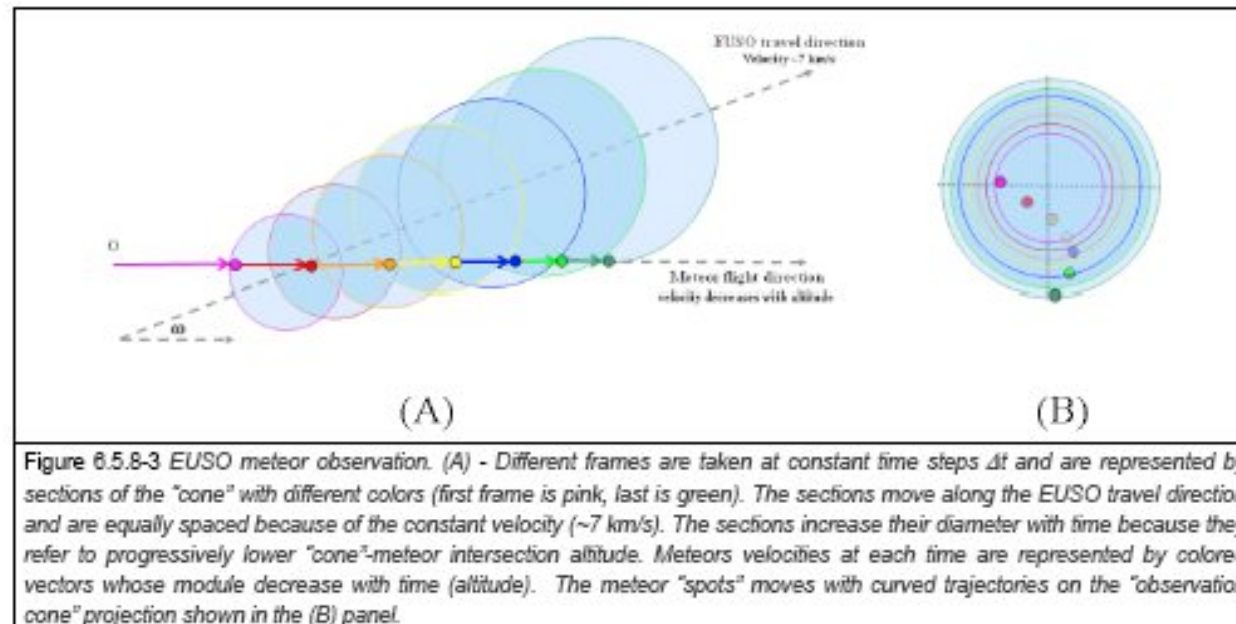 EUSO travel direction
Velocity ~7 km/s
O
Meteor flight direction
velocity decreases with altitude
ω
(A)
(B)
Figure 6.5.8-3 EUSO meteor observation. (A) - Different frames are taken at constant time steps Δt and are represented by
sections of the "cone" with different colors (first frame is pink, last is green). The sections move along the EUSO travel direction
and are equally spaced because of the constant velocity (~7 km/s). The sections increase their diameter with time because they
refer to progressively lower "cone"-meteor intersection altitude. Meteors velocities at each time are represented by colored
vectors whose module decrease with time (altitude). The meteor "spots" moves with curved trajectories on the "observation
cone" projection shown in the (B) panel.